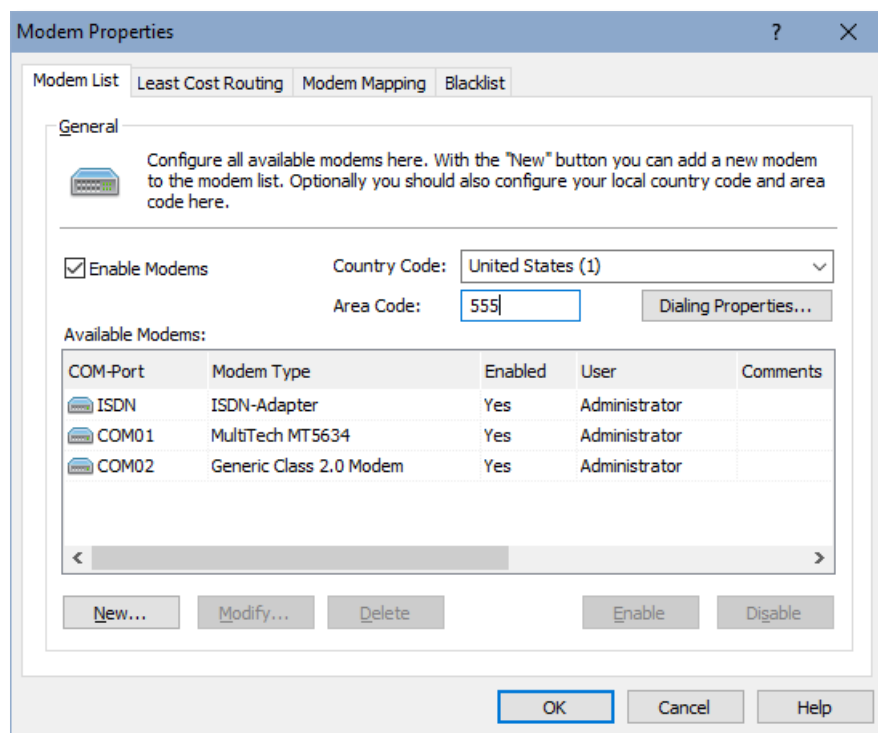 Modem Properties
?
Modem List Least Cost Routing Modem Mapping Blacklist
General
Configure all available modems here. With the "New" button you can add a new modem
to the modem list. Optionally you should also configure your local country code and area
code here.
Enable Modems Country Code: United States (1)
Area Code: 555 Dialing Properties...
Available Modems:
COM-Port Modem Type Enabled User Comments
ISDN ISDN-Adapter Yes Administrator
COM01 MultiTech MT5634 Yes Administrator
COM02 Generic Class 2.0 Modem Yes Administrator
New... Modify... Delete Enable Disable
OK Cancel Help